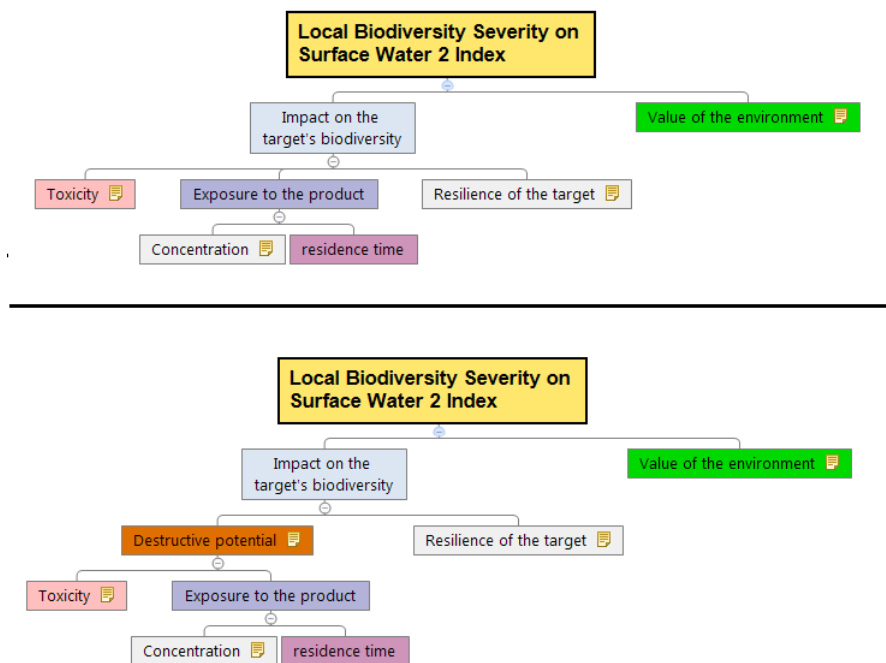 Local Biodiversity Severity on
Surface Water 2 Index
Impact on the
target's biodiversity
Value of the environment
Toxicity
Exposure to the product
Resilience of the target
Concentration
residence time
Local Biodiversity Severity on
Surface Water 2 Index
Impact on the
target's biodiversity
Value of the environment
Destructive potential
Resilience of the target
Toxicity
Exposure to the product
Concentration
residence time